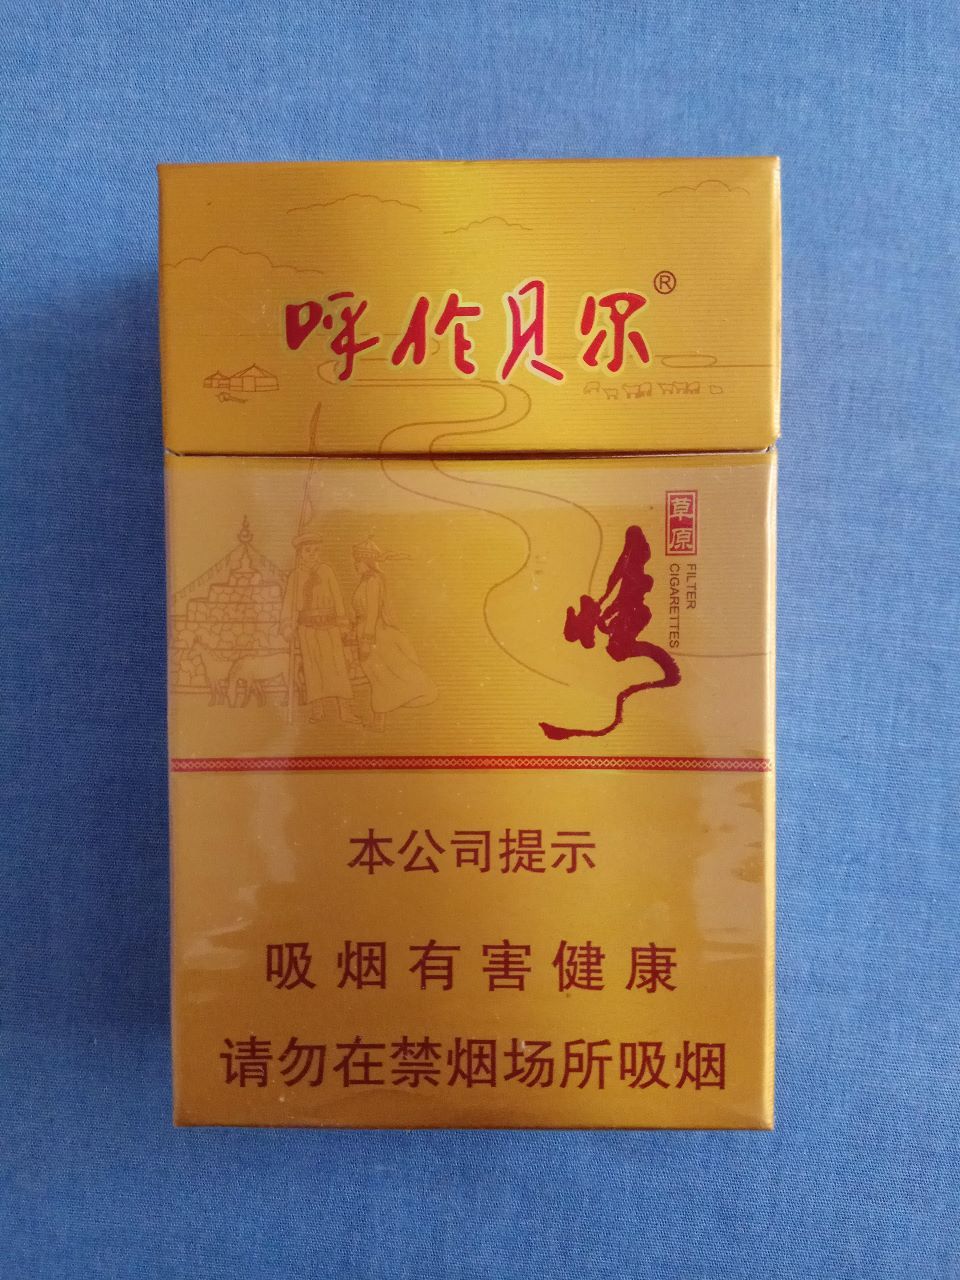 呼伦贝尔®
草原
情
FILTER
CIGARETTES
本公司提示
吸烟有害健康
请勿在禁烟场所吸烟